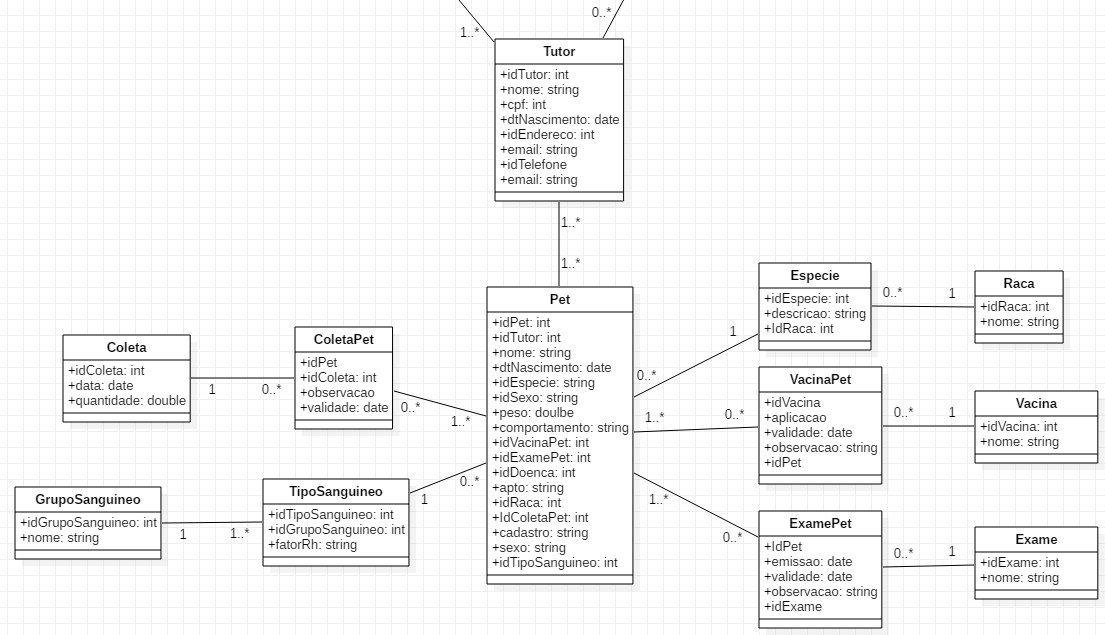 1..*
0..*
Tutor
+idTutor: int
+nome: string
+cpf: int
+dtNascimento: date
+idEndereco: int
+email: string
+idTelefone
+email: string
1..*
1..*
Pet
+idPet: int
+idTutor: int
+nome: string
+dtNascimento: date
+idEspecie: string
+idSexo: string
+peso: doulbe
+comportamento: string
+idVacinaPet: int
+idExamePet: int
+idDoenca: int
+apto: string
+idRaca: int
+IdColetaPet: int
+cadastro: string
+sexo: string
+idTipoSanguineo: int
Coleta
+idColeta: int
+data: date
+quantidade: double
1
0..*
ColetaPet
+idPet
+idColeta: int
+observacao
+validade: date
0..*
1..*
GrupoSanguineo
+idGrupoSanguineo: int
+nome: string
1
1..*
TipoSanguineo
+idTipoSanguineo: int
+idGrupoSanguineo: int
+fatorRh: string
1
0..*
Especie
+idEspecie: int
+descricao: string
+IdRaca: int
1
0..*
0..*
1
Raca
+idRaca: int
+nome: string
VacinaPet
+idVacina
+aplicacao
+validade: date
+observacao: string
+idPet
1..*
0..*
0..*
1
Vacina
+idVacina: int
+nome: string
ExamePet
+IdPet
+emissao: date
+validade: date
+observacao: string
+idExame
1..*
0..*
0..*
1
Exame
+idExame: int
+nome: string